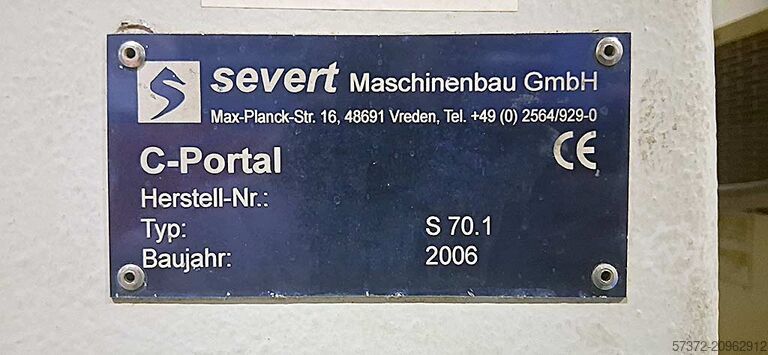 severt Maschinenbau GmbH
Max-Planck-Str. 16, 48691 Vreden, Tel. +49 (0) 2564/929-0
C-Portal CE
Herstell-Nr.:
Typ: S 70.1
Baujahr: 2006
57372-20962912